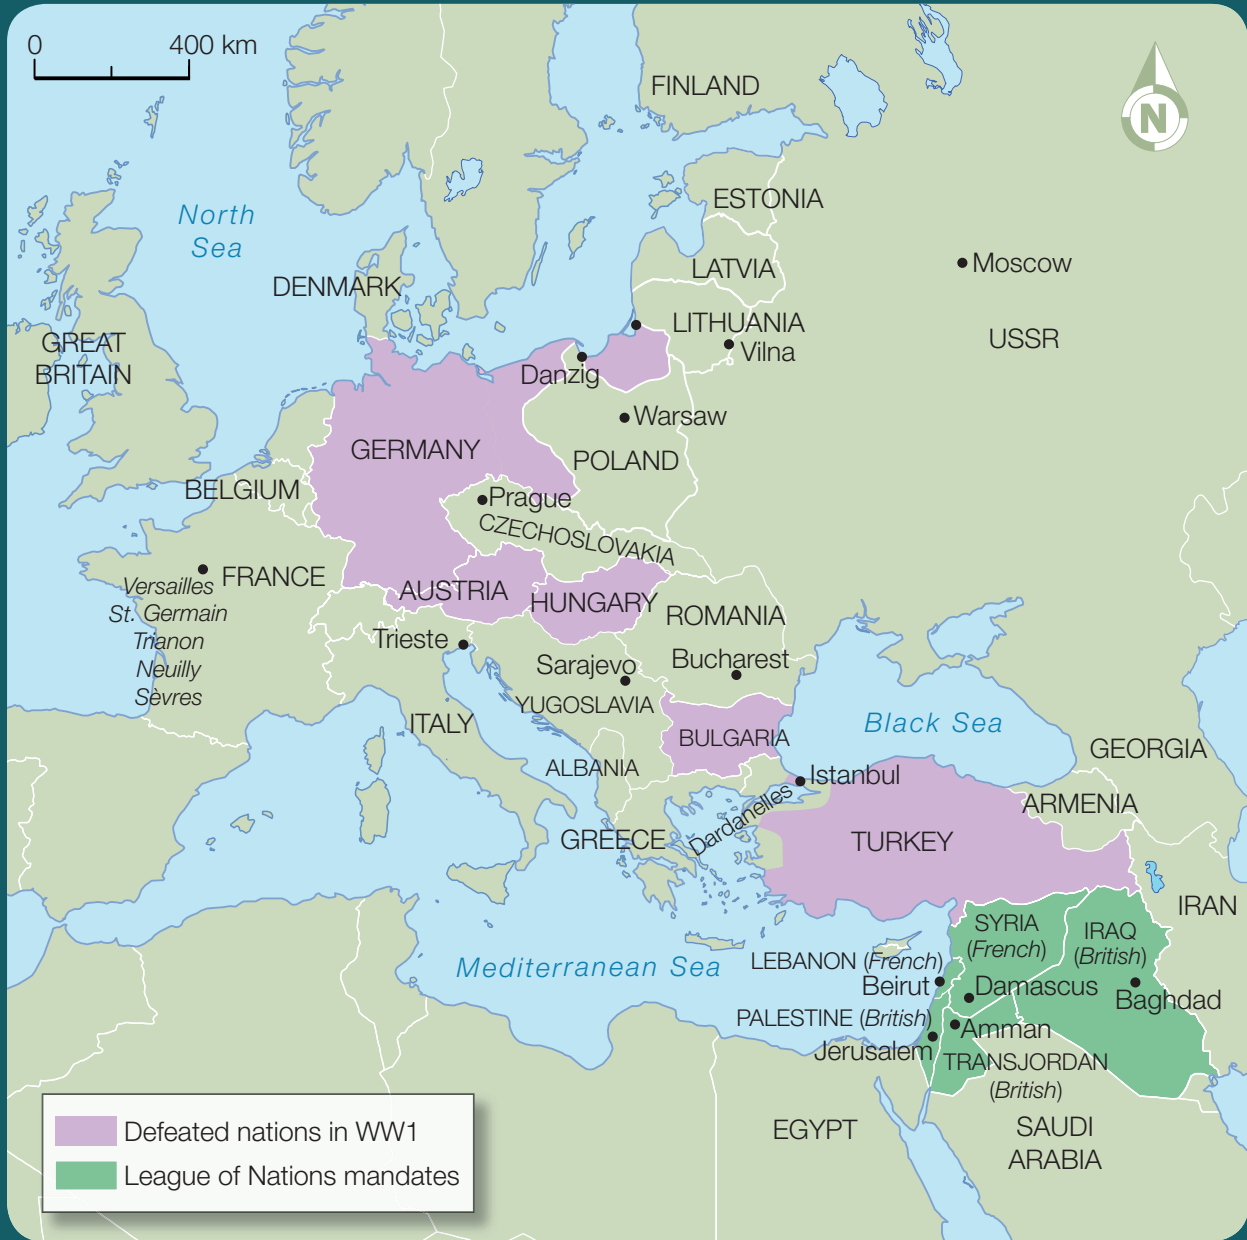 0 400 km
FINLAND
N
ESTONIA
North
Sea
LATVIA
Moscow
DENMARK
LITHUANIA
USSR
GREAT
BRITAIN
Vilna
Danzig
Warsaw
GERMANY
POLAND
BELGIUM
Prague
CZECHOSLOVAKIA
FRANCE
Versailles
St. Germain
Trianon
Neuilly
Sèvres
AUSTRIA
HUNGARY
ROMANIA
Trieste
Sarajevo
Bucharest
YUGOSLAVIA
ITALY
BULGARIA
Black Sea
GEORGIA
ALBANIA
Istanbul
Dardanelles
ARMENIA
GREECE
TURKEY
IRAN
SYRIA
(French)
IRAQ
(British)
LEBANON (French)
Mediterranean Sea
Beirut
Damascus
Baghdad
PALESTINE (British)
Amman
Jerusalem
TRANSJORDAN
(British)
EGYPT
SAUDI
ARABIA
Defeated nations in WW1
League of Nations mandates